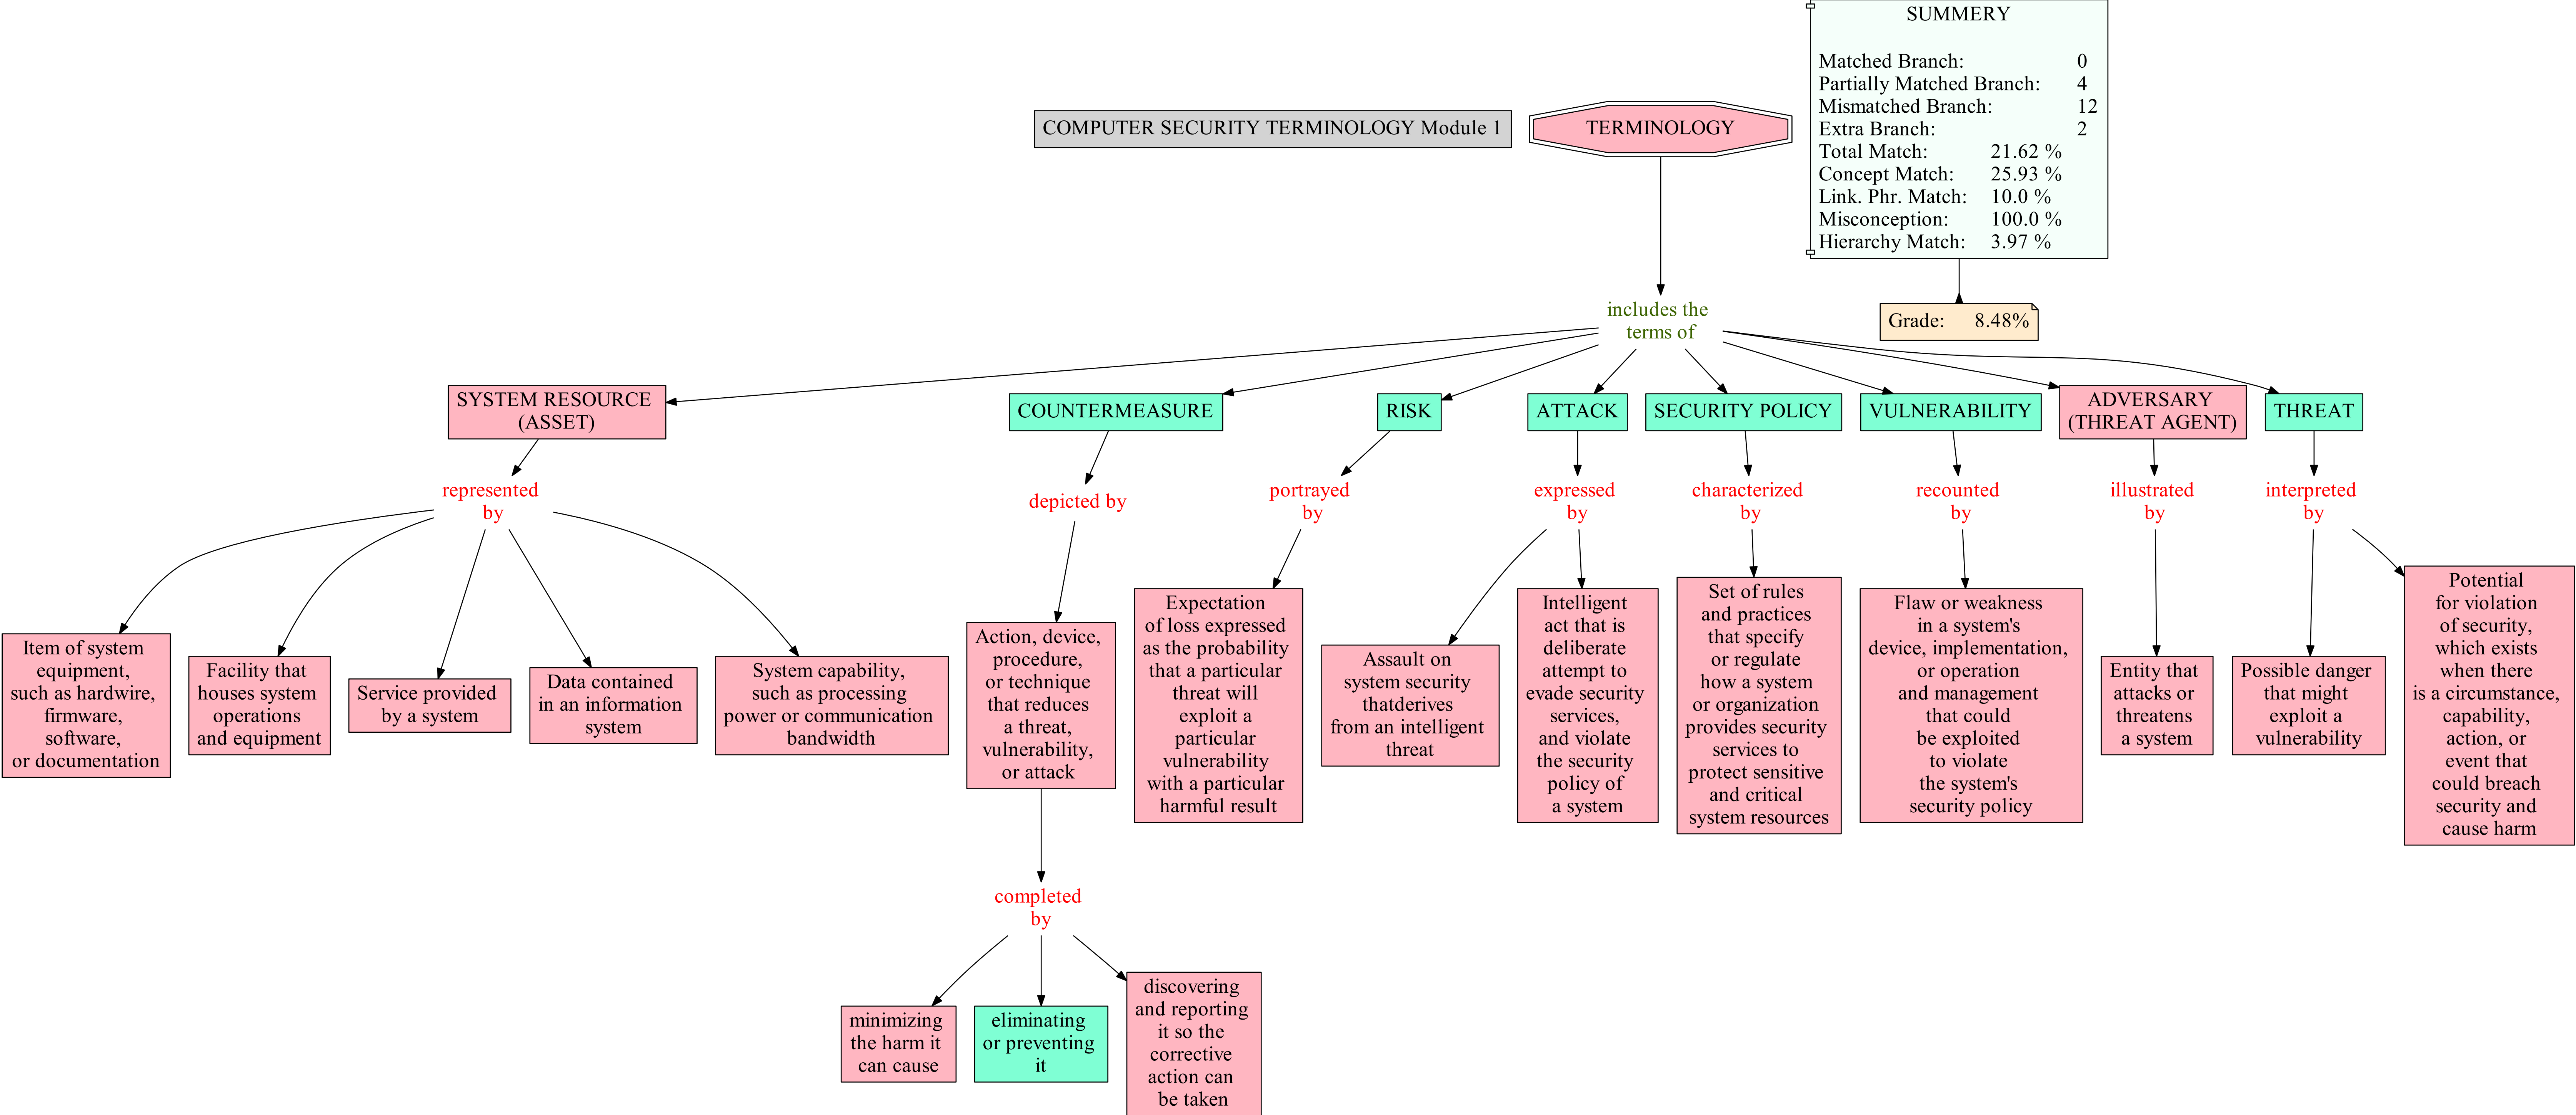 SUMMERY
Matched Branch: 0
Partially Matched Branch: 4
Mismatched Branch: 12
Extra Branch: 2
Total Match: 21.62 %
Concept Match: 25.93 %
Link. Phr. Match: 10.0 %
Misconception: 100.0 %
Hierarchy Match: 3.97 %
COMPUTER SECURITY TERMINOLOGY Module 1
TERMINOLOGY
Grade: 8.48%
includes the
terms of
SYSTEM RESOURCE
(ASSET)
COUNTERMEASURE
RISK
ATTACK
SECURITY POLICY
VULNERABILITY
ADVERSARY
(THREAT AGENT)
THREAT
represented
by
depicted by
portrayed
by
expressed
by
characterized
by
recounted
by
illustrated
by
interpreted
by
Item of system
equipment,
such as hardwire,
firmware,
software,
or documentation
Facility that
houses system
operations
and equipment
Service provided
by a system
Data contained
in an information
system
System capability,
such as processing
power or communication
bandwidth
Action, device,
procedure,
or technique
that reduces
a threat,
vulnerability,
or attack
Expectation
of loss expressed
as the probability
that a particular
threat will
exploit a
particular
vulnerability
with a particular
harmful result
Assault on
system security
thatderives
from an intelligent
threat
Intelligent
act that is
deliberate
attempt to
evade security
services,
and violate
the security
policy of
a system
Set of rules
and practices
that specify
or regulate
how a system
or organization
provides security
services to
protect sensitive
and critical
system resources
Flaw or weakness
in a system's
device, implementation,
or operation
and management
that could
be exploited
to violate
the system's
security policy
Entity that
attacks or
threatens
a system
Possible danger
that might
exploit a
vulnerability
Potential
for violation
of security,
which exists
when there
is a circumstance,
capability,
action, or
event that
could breach
security and
cause harm
completed
by
minimizing
the harm it
can cause
eliminating
or preventing
it
discovering
and reporting
it so the
corrective
action can
be taken